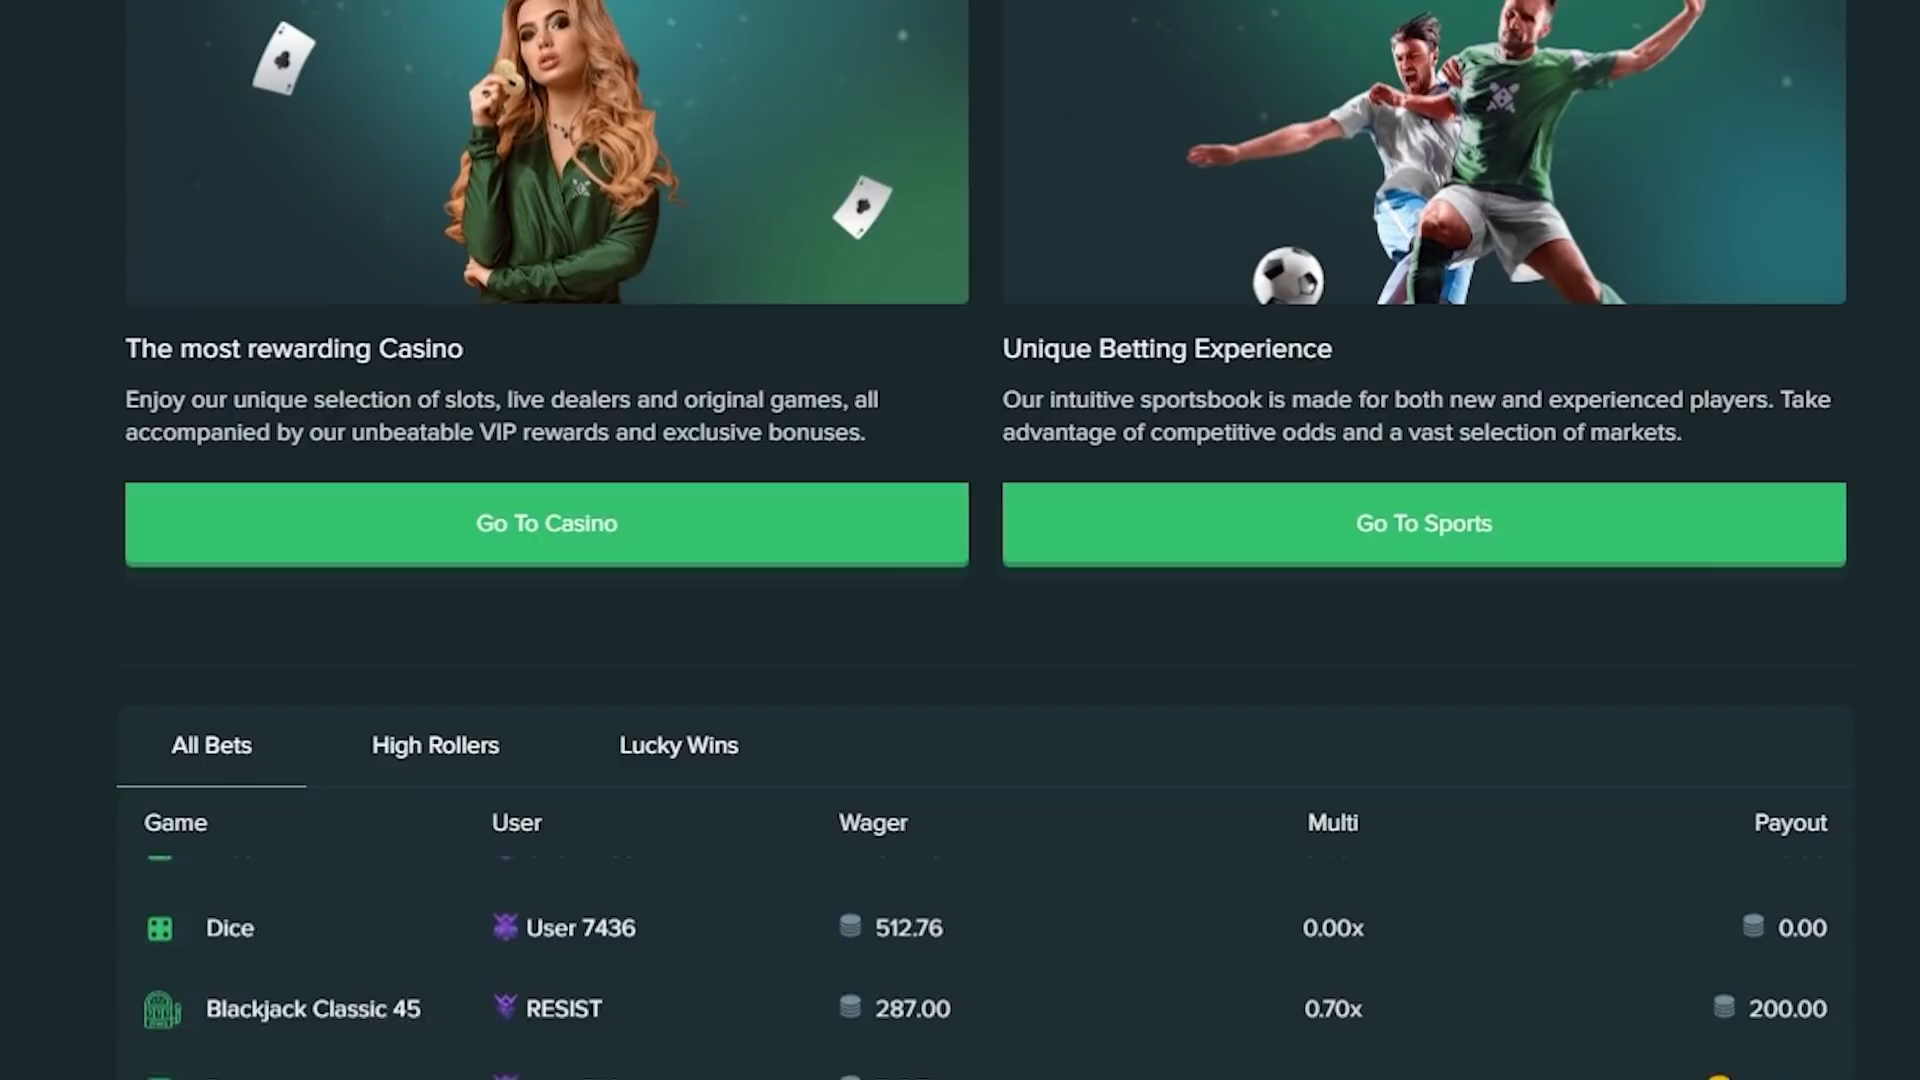 The most rewarding Casino
Enjoy our unique selection of slots, live dealers and original games, all
accompanied by our unbeatable VIP rewards and exclusive bonuses.
Go To Casino
Unique Betting Experience
Our intuitive sportsbook is made for both new and experienced players. Take
advantage of competitive odds and a vast selection of markets.
Go To Sports
All Bets High Rollers Lucky Wins
Game User Wager Multi Payout
Dice User 7436 512.76 0.00x 0.00
Blackjack Classic 45 RESIST 287.00 0.70x 200.00